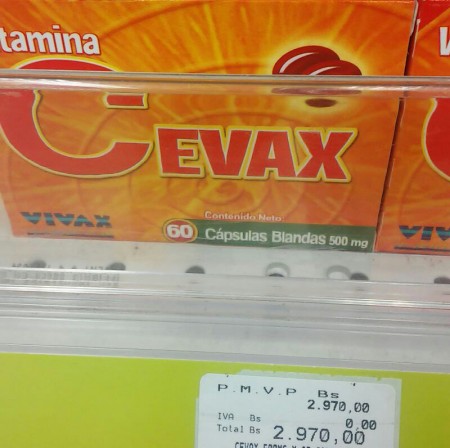 tamina
CEVAX
VIVAX
Contenido Neto
60 Cápsulas Blandas 500 mg
P.M.V.P Bs
2.970,00
IVA Bs 0,00
Total Bs 2.970,00